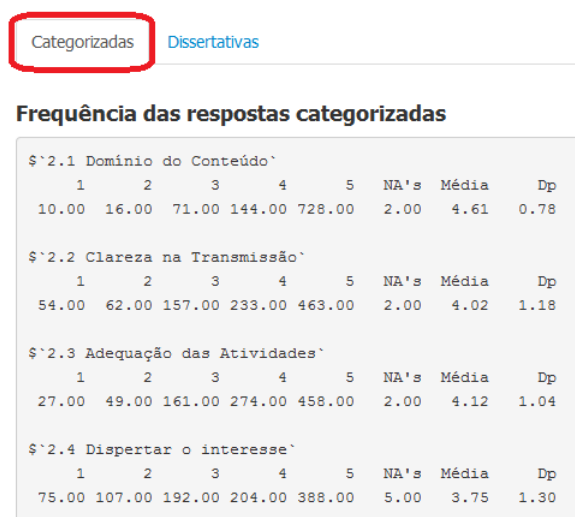 Categorizadas Dissertativas
Frequência das respostas categorizadas
$`2.1 Domínio do Conteúdo`
1 2 3 4 5 NA's Média Dp
10.00 16.00 71.00 144.00 728.00 2.00 4.61 0.78
$`2.2 Clareza na Transmissão`
1 2 3 4 5 NA's Média Dp
54.00 62.00 157.00 233.00 463.00 2.00 4.02 1.18
$`2.3 Adequação das Atividades`
1 2 3 4 5 NA's Média Dp
27.00 49.00 161.00 274.00 458.00 2.00 4.12 1.04
$`2.4 Dispertar o interesse`
1 2 3 4 5 NA's Média Dp
75.00 107.00 192.00 204.00 388.00 5.00 3.75 1.30